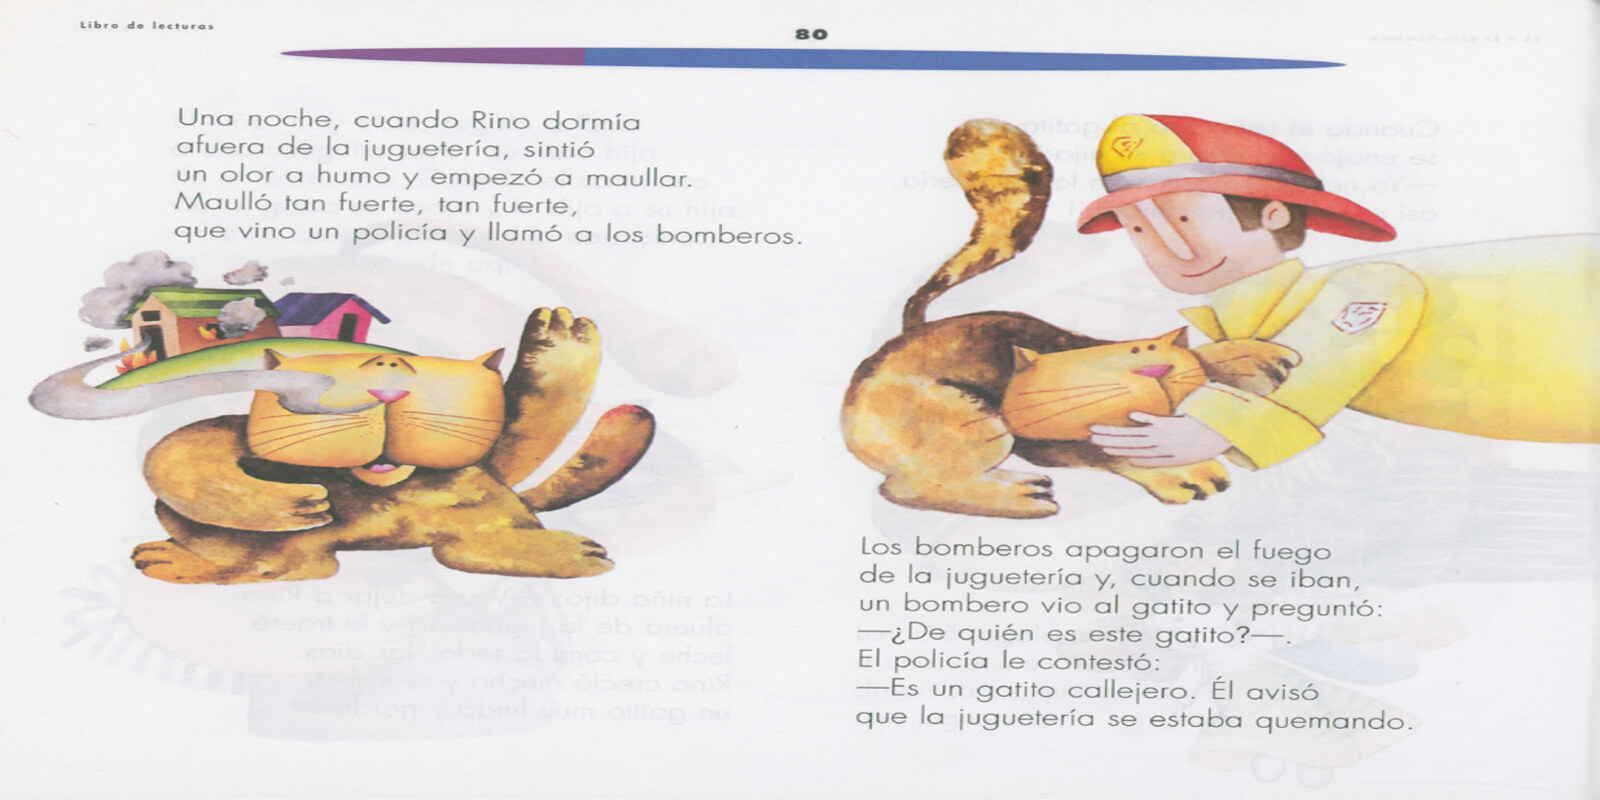 Libro de lecturas
80
Una noche, cuando Rino dormía
afuera de la juguetería, sintió
un olor a humo y empezó a maullar.
Maulló tan fuerte, tan fuerte,
que vino un policía y llamó a los bomberos.
Los bomberos apagaron el fuego
de la juguetería y, cuando se iban,
un bombero vio al gatito y preguntó:
—¿De quién es este gatito?—.
El policía le contestó:
—Es un gatito callejero. Él avisó
que la juguetería se estaba quemando.